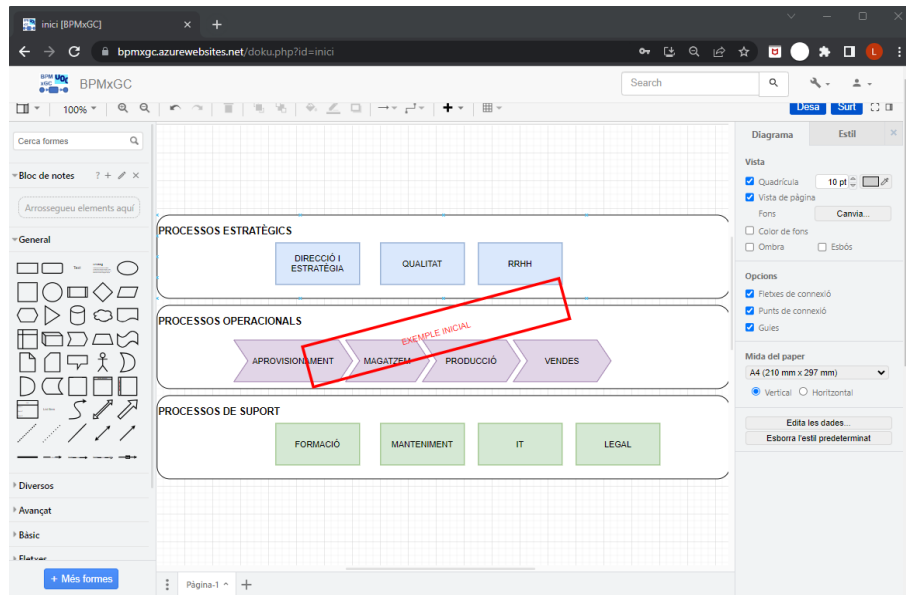 inici [BPMxGC]
bpmxgc.azurewebsites.net/doku.php?id=inici
L
BPM UOC
xGC
BPMxGC
Search
100%
Desa
Surt
Cerca formes
Bloc de notes
Arrossegueu elements aquí
General
Text
Diversos
Avançat
Bàsic
Fletxes
+ Més formes
PROCESSOS ESTRATÈGICS
DIRECCIÓ I
ESTRATÈGIA
QUALITAT
RRHH
PROCESSOS OPERACIONALS
EXEMPLE INICIAL
APROVISIONAMENT
MAGATZEM
PRODUCCIÓ
VENDES
PROCESSOS DE SUPORT
FORMACIÓ
MANTENIMENT
IT
LEGAL
Pàgina-1
Diagrama
Estil
Vista
Quadrícula
10 pt
Vista de pàgina
Fons
Canvia...
Color de fons
Ombra
Esbós
Opcions
Fletxes de connexió
Punts de connexió
Guies
Mida del paper
A4 (210 mm x 297 mm)
Vertical
Horitzontal
Edita les dades...
Esborra l'estil predeterminat